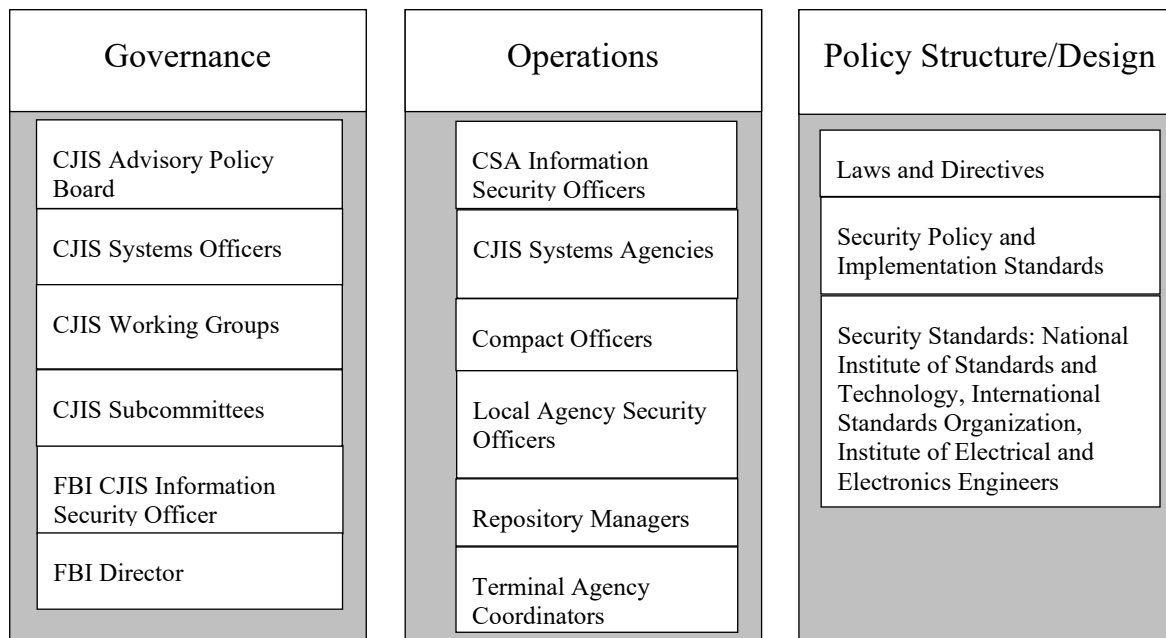 Governance
CJIS Advisory Policy
Board
CJIS Systems Officers
CJIS Working Groups
CJIS Subcommittees
FBI CJIS Information
Security Officer
FBI Director
Operations
CSA Information
Security Officers
CJIS Systems Agencies
Compact Officers
Local Agency Security
Officers
Repository Managers
Terminal Agency
Coordinators
Policy Structure/Design
Laws and Directives
Security Policy and
Implementation Standards
Security Standards: National
Institute of Standards and
Technology, International
Standards Organization,
Institute of Electrical and
Electronics Engineers